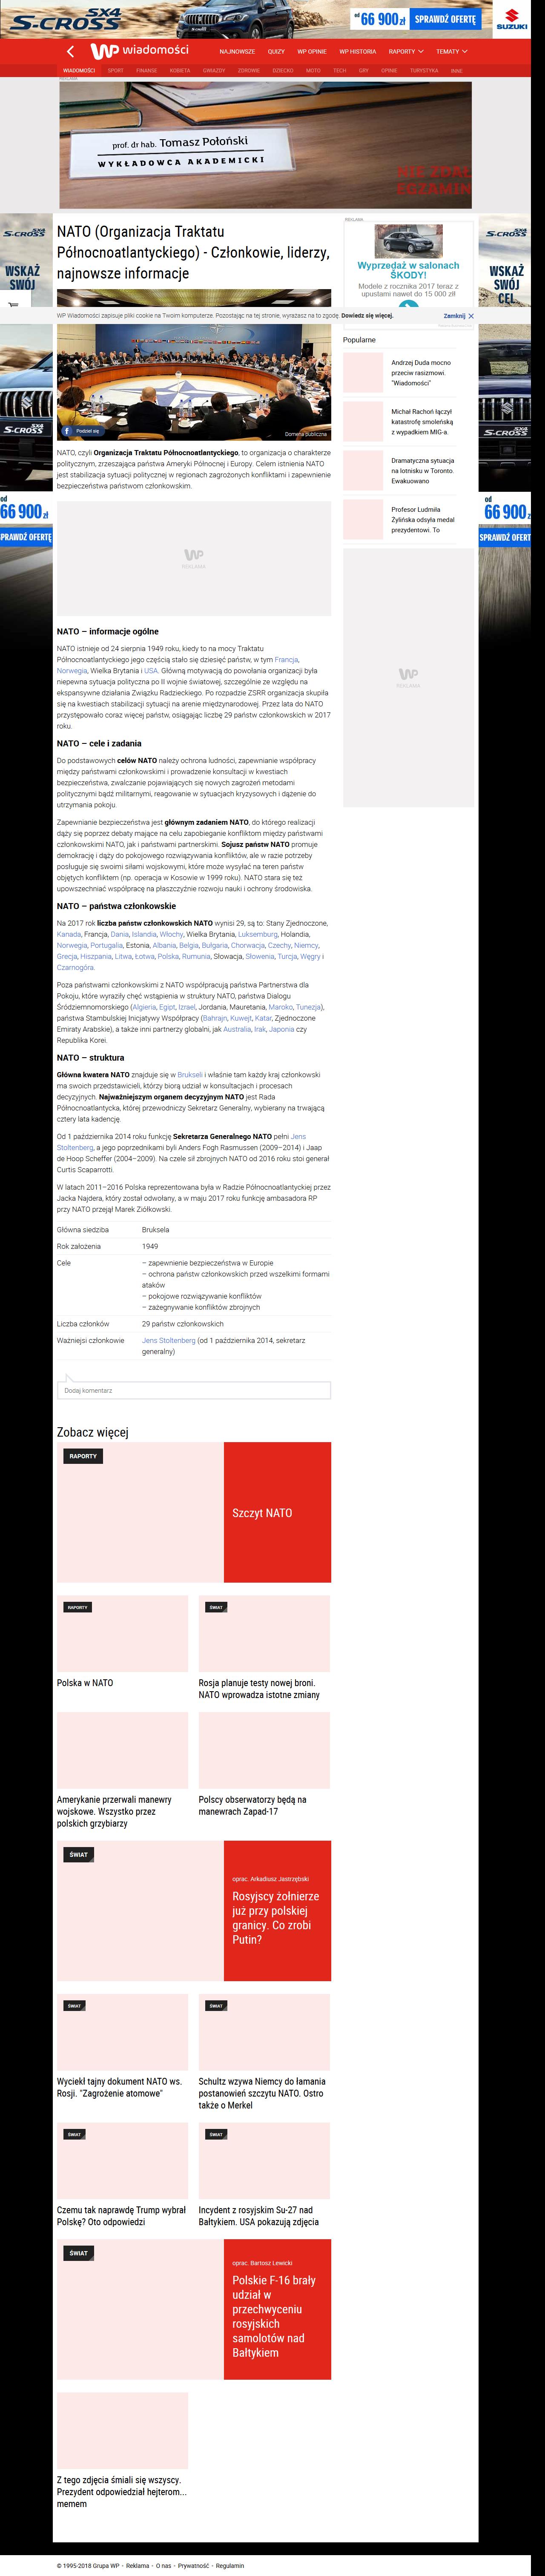 SX4
S-CROSS
od 66 900 zł
SPRAWDŹ OFERTĘ
SUZUKI
WP wiadomości
NAJNOWSZE QUIZY WP OPINIE WP HISTORIA RAPORTY TEMATY
WIADOMOŚCI SPORT FINANSE KOBIETA GWIAZDY ZDROWIE DZIECKO MOTO TECH GRY OPINIE TURYSTYKA INNE
REKLAMA
prof. dr hab. Tomasz Połoński
WYKŁADOWCA AKADEMICKI
NIE ZDAŁ
EGZAMIN
SX4
S-CROSS
WSKAŻ
SWÓJ
NATO (Organizacja Traktatu
Północnoatlantyckiego) - Członkowie, liderzy,
najnowsze informacje
REKLAMA
Wyprzedaż w salonach
ŠKODY!
Modele z rocznika 2017 teraz z
upustami nawet do 15 000 zł!
SX4
S-CROSS
WSKAŻ
SWÓJ
CEL
WP Wiadomości zapisuje pliki cookie na Twoim komputerze. Pozostając na tej stronie, wyrażasz na to zgodę. Dowiedz się więcej.
Zamknij
Podziel się
Domena publiczna
S-CROSS
od
66 900 zł
SPRAWDŹ OFERTĘ
S-CROSS
od
66 900 zł
SPRAWDŹ OFERT
Popularne
Andrzej Duda mocno
przeciw rasizmowi.
"Wiadomości"
Michał Rachoń łączył
katastrofę smoleńską
z wypadkiem MIG-a.
Dramatyczna sytuacja
na lotnisku w Toronto.
Ewakuowano
Profesor Ludmiła
Żylińska odsyła medal
prezydentowi. To
WP
REKLAMA
NATO, czyli Organizacja Traktatu Północnoatlantyckiego, to organizacja o charakterze
politycznym, zrzeszająca państwa Ameryki Północnej i Europy. Celem istnienia NATO
jest stabilizacja sytuacji politycznej w regionach zagrożonych konfliktami i zapewnienie
bezpieczeństwa państwom członkowskim.
WP
REKLAMA
NATO – informacje ogólne
NATO istnieje od 24 sierpnia 1949 roku, kiedy to na mocy Traktatu
Północnoatlantyckiego jego częścią stało się dziesięć państw, w tym Francja,
Norwegia, Wielka Brytania i USA. Główną motywacją do powołania organizacji była
niepewna sytuacja polityczna po II wojnie światowej, szczególnie ze względu na
ekspansywne działania Związku Radzieckiego. Po rozpadzie ZSRR organizacja skupiła
się na kwestiach stabilizacji sytuacji na arenie międzynarodowej. Przez lata do NATO
przystępowało coraz więcej państw, osiągając liczbę 29 państw członkowskich w 2017
roku.
NATO – cele i zadania
Do podstawowych celów NATO należy ochrona ludności, zapewnianie współpracy
między państwami członkowskimi i prowadzenie konsultacji w kwestiach
bezpieczeństwa, zwalczanie pojawiających się nowych zagrożeń metodami
politycznymi bądź militarnymi, reagowanie w sytuacjach kryzysowych i dążenie do
utrzymania pokoju.
Zapewnianie bezpieczeństwa jest głównym zadaniem NATO, do którego realizacji
dąży się poprzez debaty mające na celu zapobieganie konfliktom między państwami
członkowskimi NATO, jak i państwami partnerskimi. Sojusz państw NATO promuje
demokrację i dąży do pokojowego rozwiązywania konfliktów, ale w razie potrzeby
posługuje się swoimi siłami wojskowymi, które może wysyłać na teren państw
objętych konfliktem (np. operacja w Kosowie w 1999 roku). NATO stara się też
upowszechniać współpracę na płaszczyźnie rozwoju nauki i ochrony środowiska.
NATO – państwa członkowskie
Na 2017 rok liczba państw członkowskich NATO wynisi 29, są to: Stany Zjednoczone,
Kanada, Francja, Dania, Islandia, Włochy, Wielka Brytania, Luksemburg, Holandia,
Norwegia, Portugalia, Estonia, Albania, Belgia, Bułgaria, Chorwacja, Czechy, Niemcy,
Grecja, Hiszpania, Litwa, Łotwa, Polska, Rumunia, Słowacja, Słowenia, Turcja, Węgry i
Czarnogóra.
Poza państwami członkowskimi z NATO współpracują państwa Partnerstwa dla
Pokoju, które wyraziły chęć wstąpienia w struktury NATO, państwa Dialogu
Śródziemnomorskiego (Algieria, Egipt, Izrael, Jordania, Mauretania, Maroko, Tunezja),
państwa Stambulskiej Inicjatywy Współpracy (Bahrajn, Kuwejt, Katar, Zjednoczone
Emiraty Arabskie), a także inni partnerzy globalni, jak Australia, Irak, Japonia czy
Republika Korei.
NATO – struktura
Główna kwatera NATO znajduje się w Brukseli i właśnie tam każdy kraj członkowski
ma swoich przedstawicieli, którzy biorą udział w konsultacjach i procesach
decyzyjnych. Najważniejszym organem decyzyjnym NATO jest Rada
Północnoatlantycka, której przewodniczy Sekretarz Generalny, wybierany na trwającą
cztery lata kadencję.
Od 1 października 2014 roku funkcję Sekretarza Generalnego NATO pełni Jens
Stoltenberg, a jego poprzednikami byli Anders Fogh Rasmussen (2009–2014) i Jaap
de Hoop Scheffer (2004–2009). Na czele sił zbrojnych NATO od 2016 roku stoi generał
Curtis Scaparrotti.
W latach 2011–2016 Polska reprezentowana była w Radzie Północnoatlantyckiej przez
Jacka Najdera, który został odwołany, a w maju 2017 roku funkcję ambasadora RP
przy NATO przejął Marek Ziółkowski.
Główna siedziba Bruksela
Rok założenia 1949
Cele – zapewnienie bezpieczeństwa w Europie
– ochrona państw członkowskich przed wszelkimi formami
ataków
– pokojowe rozwiązywanie konfliktów
– zażegnywanie konfliktów zbrojnych
Liczba członków 29 państw członkowskich
Ważniejsi członkowie Jens Stoltenberg (od 1 października 2014, sekretarz
generalny)
Dodaj komentarz
Zobacz więcej
RAPORTY
Szczyt NATO
RAPORTY
Polska w NATO
ŚWIAT
Rosja planuje testy nowej broni.
NATO wprowadza istotne zmiany
Amerykanie przerwali manewry
wojskowe. Wszystko przez
polskich grzybiarzy
Polscy obserwatorzy będą na
manewrach Zapad-17
ŚWIAT
oprac. Arkadiusz Jastrzębski
Rosyjscy żołnierze
już przy polskiej
granicy. Co zrobi
Putin?
ŚWIAT
Wyciekł tajny dokument NATO ws.
Rosji. "Zagrożenie atomowe"
ŚWIAT
Schultz wzywa Niemcy do łamania
postanowień szczytu NATO. Ostro
także o Merkel
ŚWIAT
Czemu tak naprawdę Trump wybrał
Polskę? Oto odpowiedzi
ŚWIAT
Incydent z rosyjskim Su-27 nad
Bałtykiem. USA pokazują zdjęcia
ŚWIAT
oprac. Bartosz Lewicki
Polskie F-16 brały
udział w
przechwyceniu
rosyjskich
samolotów nad
Bałtykiem
Z tego zdjęcia śmiali się wszyscy.
Prezydent odpowiedział hejterom...
memem
© 1995-2018 Grupa WP • Reklama • O nas • Prywatność • Regulamin